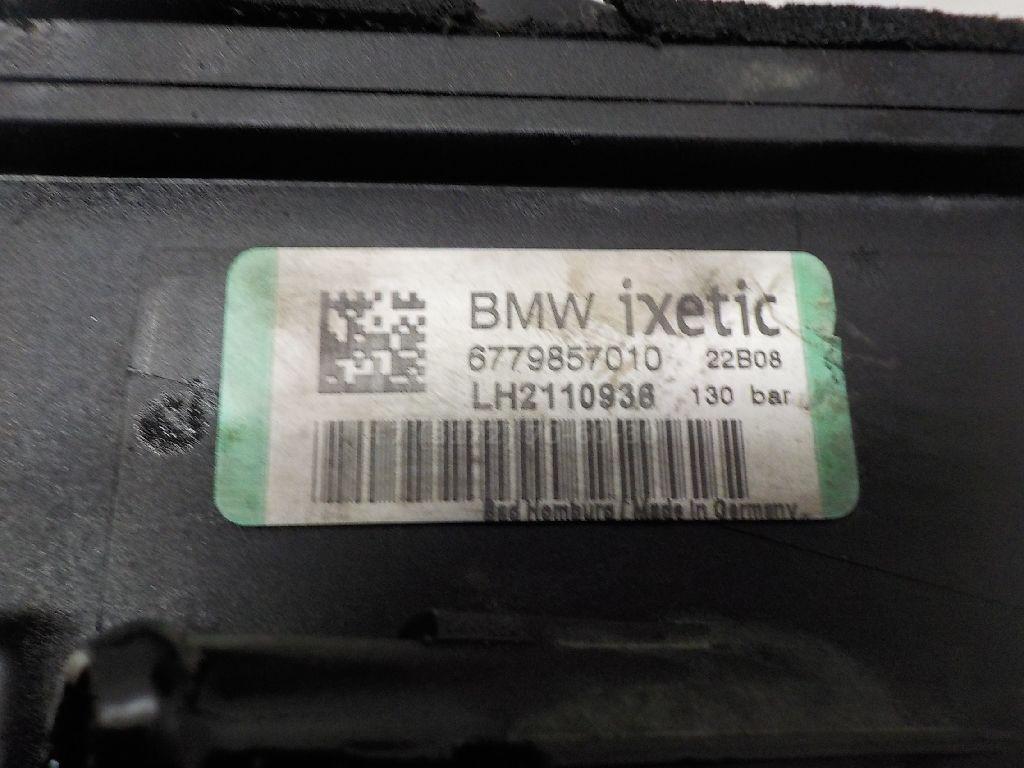 BMW ixetic
6779857010 22B08
LH2110936 130 bar
Bad Homburg / Made in Germany